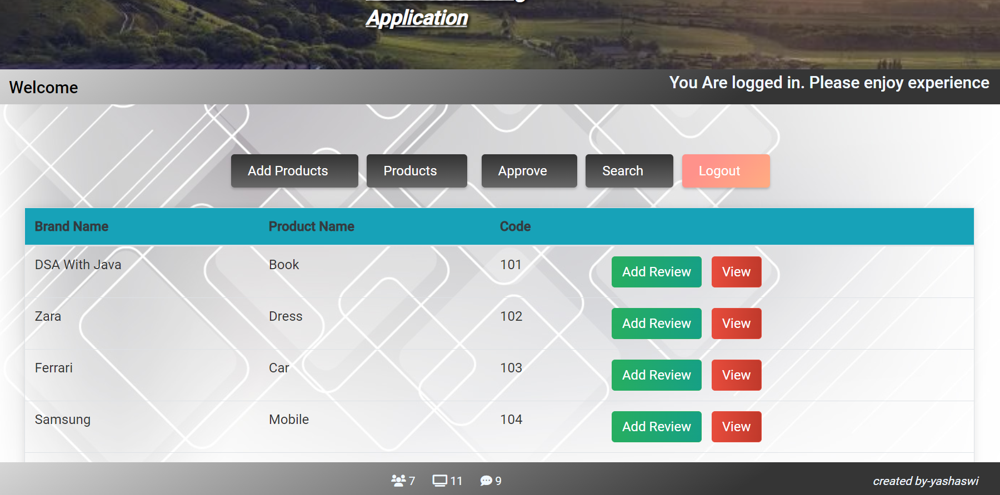 Application
Welcome
You Are logged in. Please enjoy experience
Add Products
Products
Approve
Search
Logout
Brand Name Product Name Code
DSA With Java Book 101 Add Review View
Zara Dress 102 Add Review View
Ferrari Car 103 Add Review View
Samsung Mobile 104 Add Review View
7 11 9
created by-yashaswi